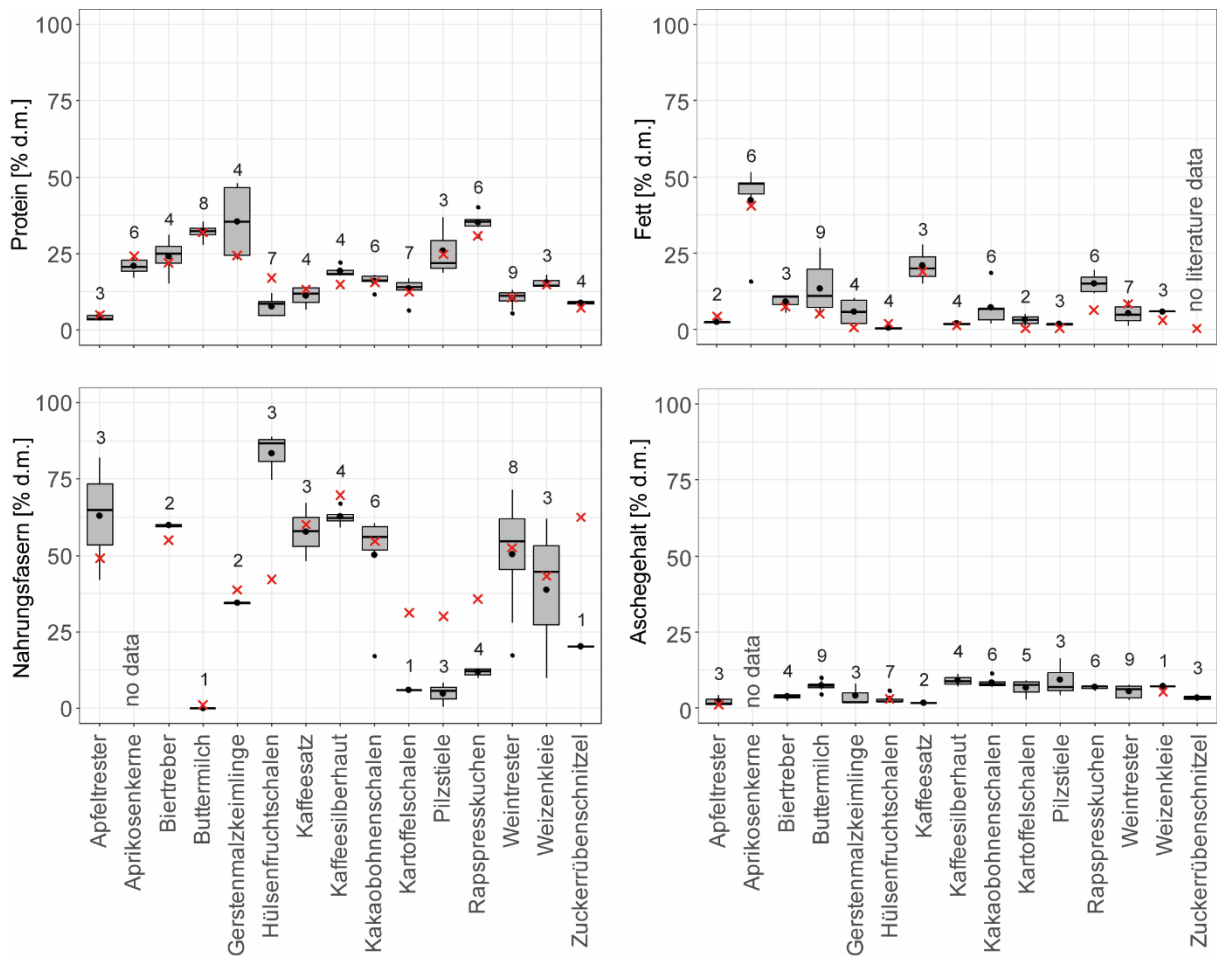 Protein [% d.m.]
100
75
50
25
0
3
6
4
8
4
7
4
4
6
7
3
6
9
3
4
Fett [% d.m.]
100
75
50
25
0
2
6
3
9
4
4
3
4
6
2
3
6
7
3
no literature data
Nahrungsfasern [% d.m.]
100
75
50
25
0
3
no data
2
1
2
3
3
4
6
1
3
4
8
3
1
Apfeltrester
Aprikosenkerne
Biertreber
Buttermilch
Gerstenmalzkeimlinge
Hülsenfruchtschalen
Kaffeesatz
Kaffeesilberhaut
Kakaobohnenschalen
Kartoffelschalen
Pilzstiele
Rapspresskuchen
Weintrester
Weizenkleie
Zuckerrübenschnitzel
Aschegehalt [% d.m.]
100
75
50
25
0
3
no data
4
9
3
7
2
4
6
5
3
6
9
1
3
Apfeltrester
Aprikosenkerne
Biertreber
Buttermilch
Gerstenmalzkeimlinge
Hülsenfruchtschalen
Kaffeesatz
Kaffeesilberhaut
Kakaobohnenschalen
Kartoffelschalen
Pilzstiele
Rapspresskuchen
Weintrester
Weizenkleie
Zuckerrübenschnitzel